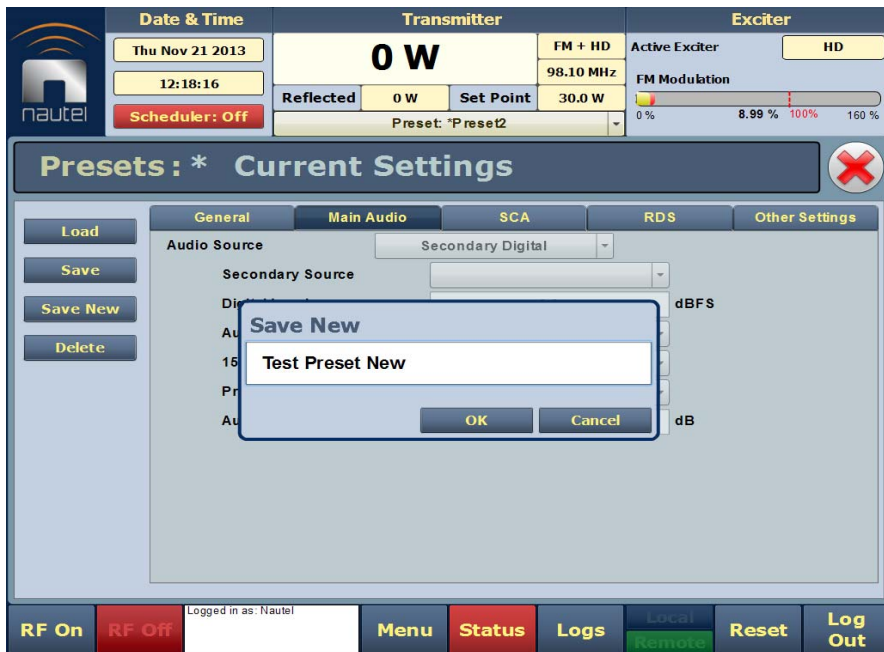 Date & Time
Transmitter
Exciter
nautel
Thu Nov 21 2013
12:18:16
Scheduler: Off
0 W
FM + HD
98.10 MHz
Reflected
0 W
Set Point
30.0 W
Preset: *Preset2
Active Exciter
HD
FM Modulation
0 %
8.99 %
100%
160 %
Presets: * Current Settings
Load
Save
Save New
Delete
General
Main Audio
SCA
RDS
Other Settings
Audio Source
Secondary Digital
Secondary Source
dBFS
Au
15
Pr
Au
dB
Save New
Test Preset New
OK
Cancel
RF On
RF Off
Logged in as: Nautel
Menu
Status
Logs
Local
Remote
Reset
Log
Out